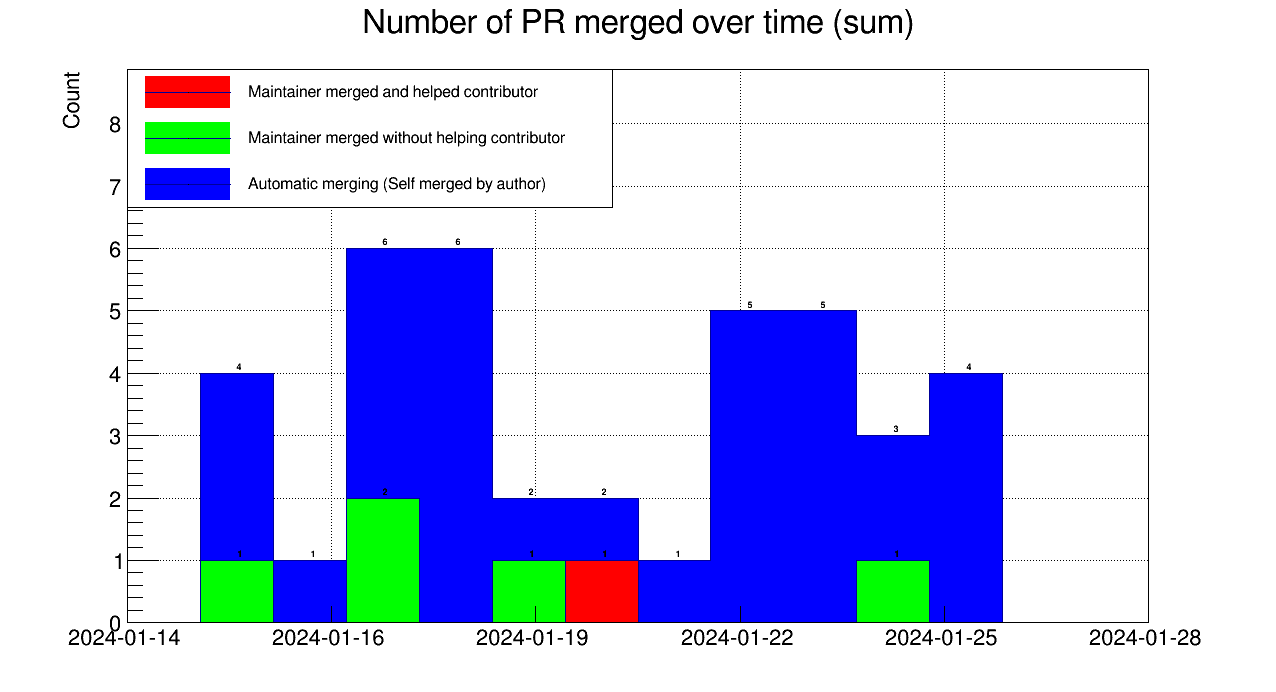 Number of PR merged over time (sum)
Count
Maintainer merged and helped contributor
Maintainer merged without helping contributor
Automatic merging (Self merged by author)
8
7
6
5
4
3
2
1
0
6 6
5 5
4 4
3
2 2 2
1 1 1 1 1 1
2024-01-14 2024-01-16 2024-01-19 2024-01-22 2024-01-25 2024-01-28